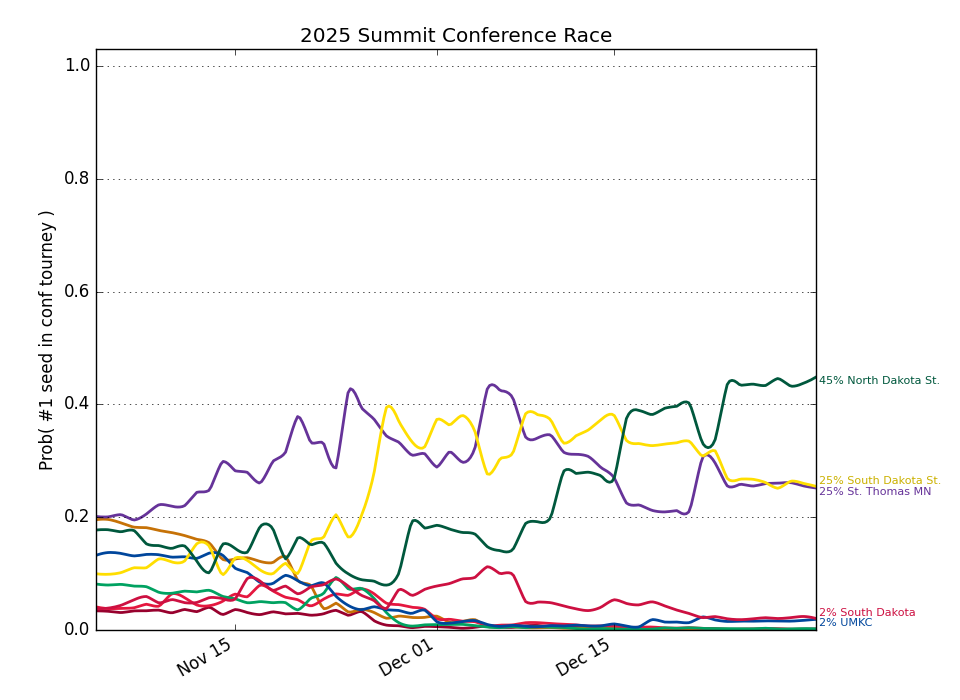 2025 Summit Conference Race
Prob( #1 seed in conf tourney )
1.0
0.8
0.6
0.4
0.2
0.0
Nov 15
Dec 01
Dec 15
45% North Dakota St.
25% South Dakota St.
25% St. Thomas MN
2% South Dakota
2% UMKC